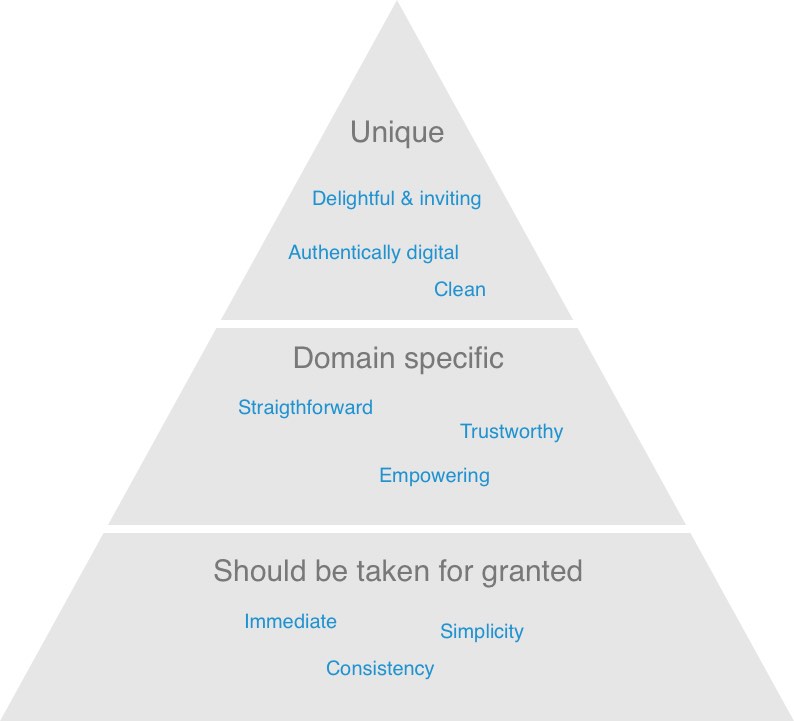 Unique
Delightful & inviting
Authentically digital
Clean
Domain specific
Straigthforward
Trustworthy
Empowering
Should be taken for granted
Immediate
Simplicity
Consistency